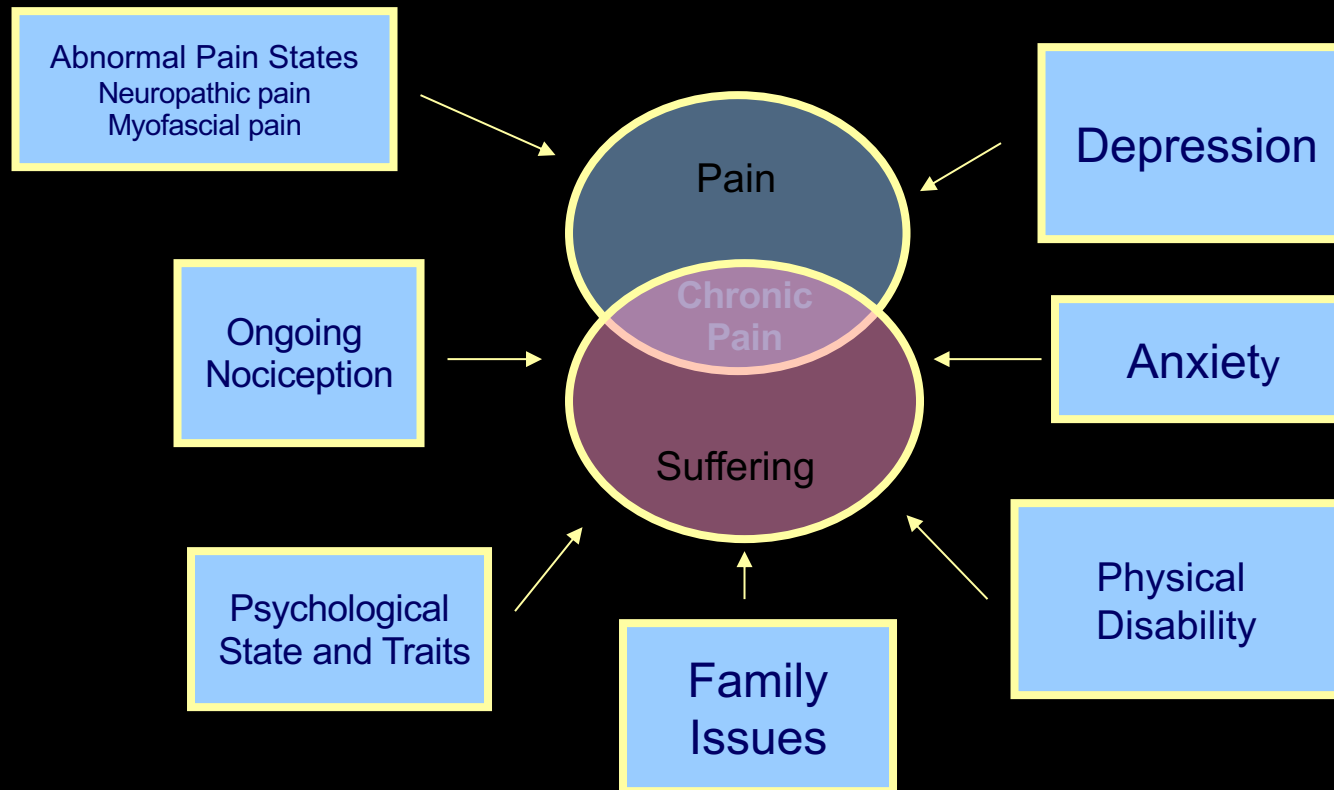 Abnormal Pain States
Neuropathic pain
Myofascial pain
Pain
Depression
Chronic
Pain
Ongoing
Nociception
Anxiety
Suffering
Psychological
State and Traits
Family
Issues
Physical
Disability